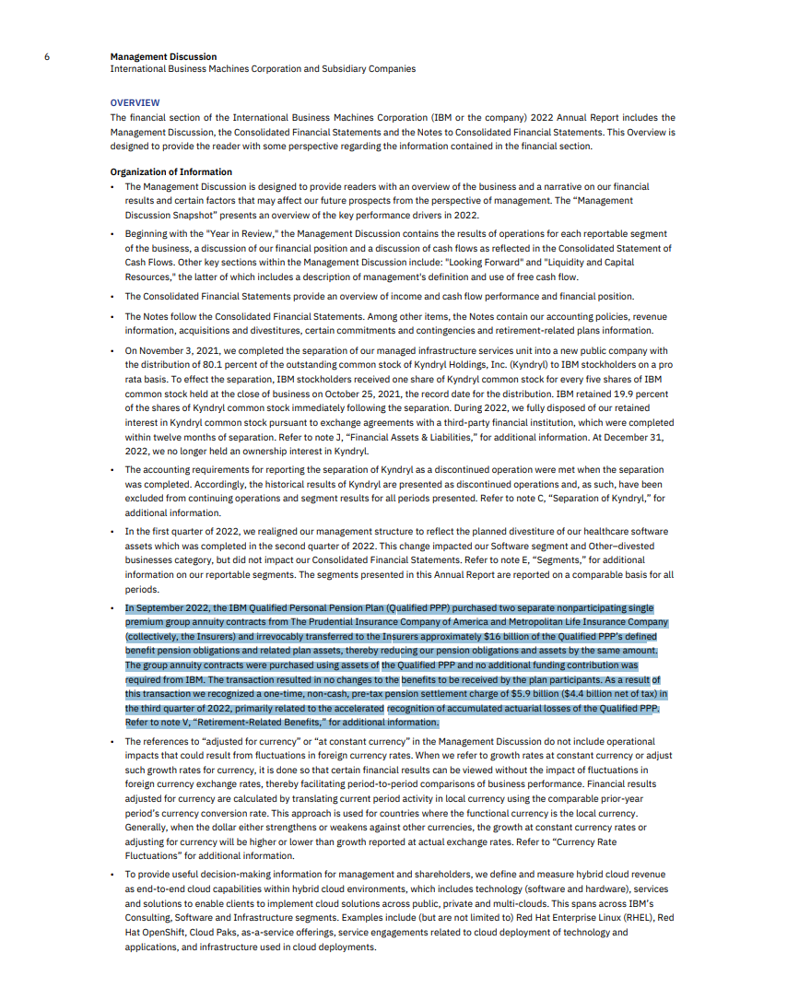 6
Management Discussion
International Business Machines Corporation and Subsidiary Companies
OVERVIEW
The financial section of the International Business Machines Corporation (IBM or the company) 2022 Annual Report includes the
Management Discussion, the Consolidated Financial Statements and the Notes to Consolidated Financial Statements. This Overview is
designed to provide the reader with some perspective regarding the information contained in the financial section.
Organization of Information
• The Management Discussion is designed to provide readers with an overview of the business and a narrative on our financial
results and certain factors that may affect our future prospects from the perspective of management. The “Management
Discussion Snapshot” presents an overview of the key performance drivers in 2022.
• Beginning with the "Year in Review," the Management Discussion contains the results of operations for each reportable segment
of the business, a discussion of our financial position and a discussion of cash flows as reflected in the Consolidated Statement of
Cash Flows. Other key sections within the Management Discussion include: "Looking Forward" and "Liquidity and Capital
Resources," the latter of which includes a description of management's definition and use of free cash flow.
• The Consolidated Financial Statements provide an overview of income and cash flow performance and financial position.
• The Notes follow the Consolidated Financial Statements. Among other items, the Notes contain our accounting policies, revenue
information, acquisitions and divestitures, certain commitments and contingencies and retirement-related plans information.
• On November 3, 2021, we completed the separation of our managed infrastructure services unit into a new public company with
the distribution of 80.1 percent of the outstanding common stock of Kyndryl Holdings, Inc. (Kyndryl) to IBM stockholders on a pro
rata basis. To effect the separation, IBM stockholders received one share of Kyndryl common stock for every five shares of IBM
common stock held at the close of business on October 25, 2021, the record date for the distribution. IBM retained 19.9 percent
of the shares of Kyndryl common stock immediately following the separation. During 2022, we fully disposed of our retained
interest in Kyndryl common stock pursuant to exchange agreements with a third-party financial institution, which were completed
within twelve months of separation. Refer to note J, “Financial Assets & Liabilities,” for additional information. At December 31,
2022, we no longer held an ownership interest in Kyndryl.
• The accounting requirements for reporting the separation of Kyndryl as a discontinued operation were met when the separation
was completed. Accordingly, the historical results of Kyndryl are presented as discontinued operations and, as such, have been
excluded from continuing operations and segment results for all periods presented. Refer to note C, “Separation of Kyndryl,” for
additional information.
• In the first quarter of 2022, we realigned our management structure to reflect the planned divestiture of our healthcare software
assets which was completed in the second quarter of 2022. This change impacted our Software segment and Other–divested
businesses category, but did not impact our Consolidated Financial Statements. Refer to note E, “Segments,” for additional
information on our reportable segments. The segments presented in this Annual Report are reported on a comparable basis for all
periods.
• In September 2022, the IBM Qualified Personal Pension Plan (Qualified PPP) purchased two separate nonparticipating single
premium group annuity contracts from The Prudential Insurance Company of America and Metropolitan Life Insurance Company
(collectively, the Insurers) and irrevocably transferred to the Insurers approximately $16 billion of the Qualified PPP’s defined
benefit pension obligations and related plan assets, thereby reducing our pension obligations and assets by the same amount.
The group annuity contracts were purchased using assets of the Qualified PPP and no additional funding contribution was
required from IBM. The transaction resulted in no changes to the benefits to be received by the plan participants. As a result of
this transaction we recognized a one-time, non-cash, pre-tax pension settlement charge of $5.9 billion ($4.4 billion net of tax) in
the third quarter of 2022, primarily related to the accelerated recognition of accumulated actuarial losses of the Qualified PPP.
Refer to note V, “Retirement-Related Benefits,” for additional information.
• The references to “adjusted for currency” or “at constant currency” in the Management Discussion do not include operational
impacts that could result from fluctuations in foreign currency rates. When we refer to growth rates at constant currency or adjust
such growth rates for currency, it is done so that certain financial results can be viewed without the impact of fluctuations in
foreign currency exchange rates, thereby facilitating period-to-period comparisons of business performance. Financial results
adjusted for currency are calculated by translating current period activity in local currency using the comparable prior-year
period’s currency conversion rate. This approach is used for countries where the functional currency is the local currency.
Generally, when the dollar either strengthens or weakens against other currencies, the growth at constant currency rates or
adjusting for currency will be higher or lower than growth reported at actual exchange rates. Refer to “Currency Rate
Fluctuations” for additional information.
• To provide useful decision-making information for management and shareholders, we define and measure hybrid cloud revenue
as end-to-end cloud capabilities within hybrid cloud environments, which includes technology (software and hardware), services
and solutions to enable clients to implement cloud solutions across public, private and multi-clouds. This spans across IBM’s
Consulting, Software and Infrastructure segments. Examples include (but are not limited to) Red Hat Enterprise Linux (RHEL), Red
Hat OpenShift, Cloud Paks, as-a-service offerings, service engagements related to cloud deployment of technology and
applications, and infrastructure used in cloud deployments.